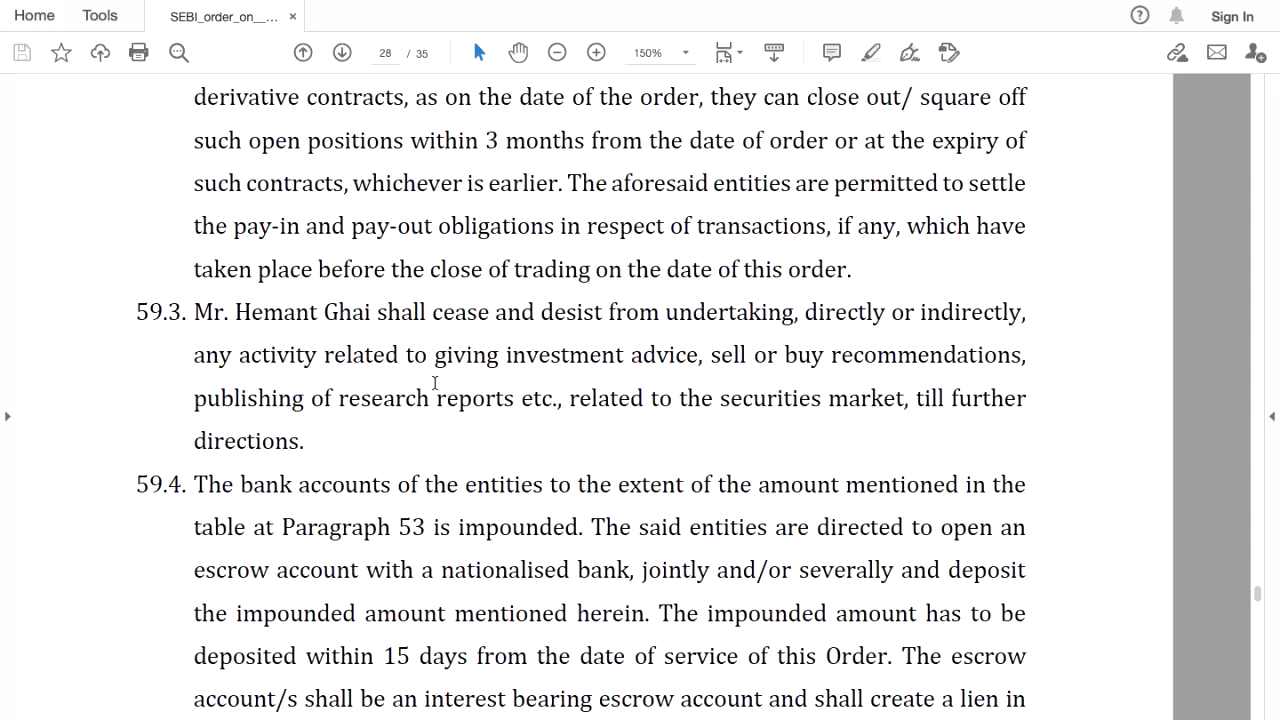 Home Tools SEBI_order_on__... × Sign In
28 / 35 150%
derivative contracts, as on the date of the order, they can close out/ square off
such open positions within 3 months from the date of order or at the expiry of
such contracts, whichever is earlier. The aforesaid entities are permitted to settle
the pay-in and pay-out obligations in respect of transactions, if any, which have
taken place before the close of trading on the date of this order.
59.3. Mr. Hemant Ghai shall cease and desist from undertaking, directly or indirectly,
any activity related to giving investment advice, sell or buy recommendations,
publishing of research reports etc., related to the securities market, till further
directions.
59.4. The bank accounts of the entities to the extent of the amount mentioned in the
table at Paragraph 53 is impounded. The said entities are directed to open an
escrow account with a nationalised bank, jointly and/or severally and deposit
the impounded amount mentioned herein. The impounded amount has to be
deposited within 15 days from the date of service of this Order. The escrow
account/s shall be an interest bearing escrow account and shall create a lien in